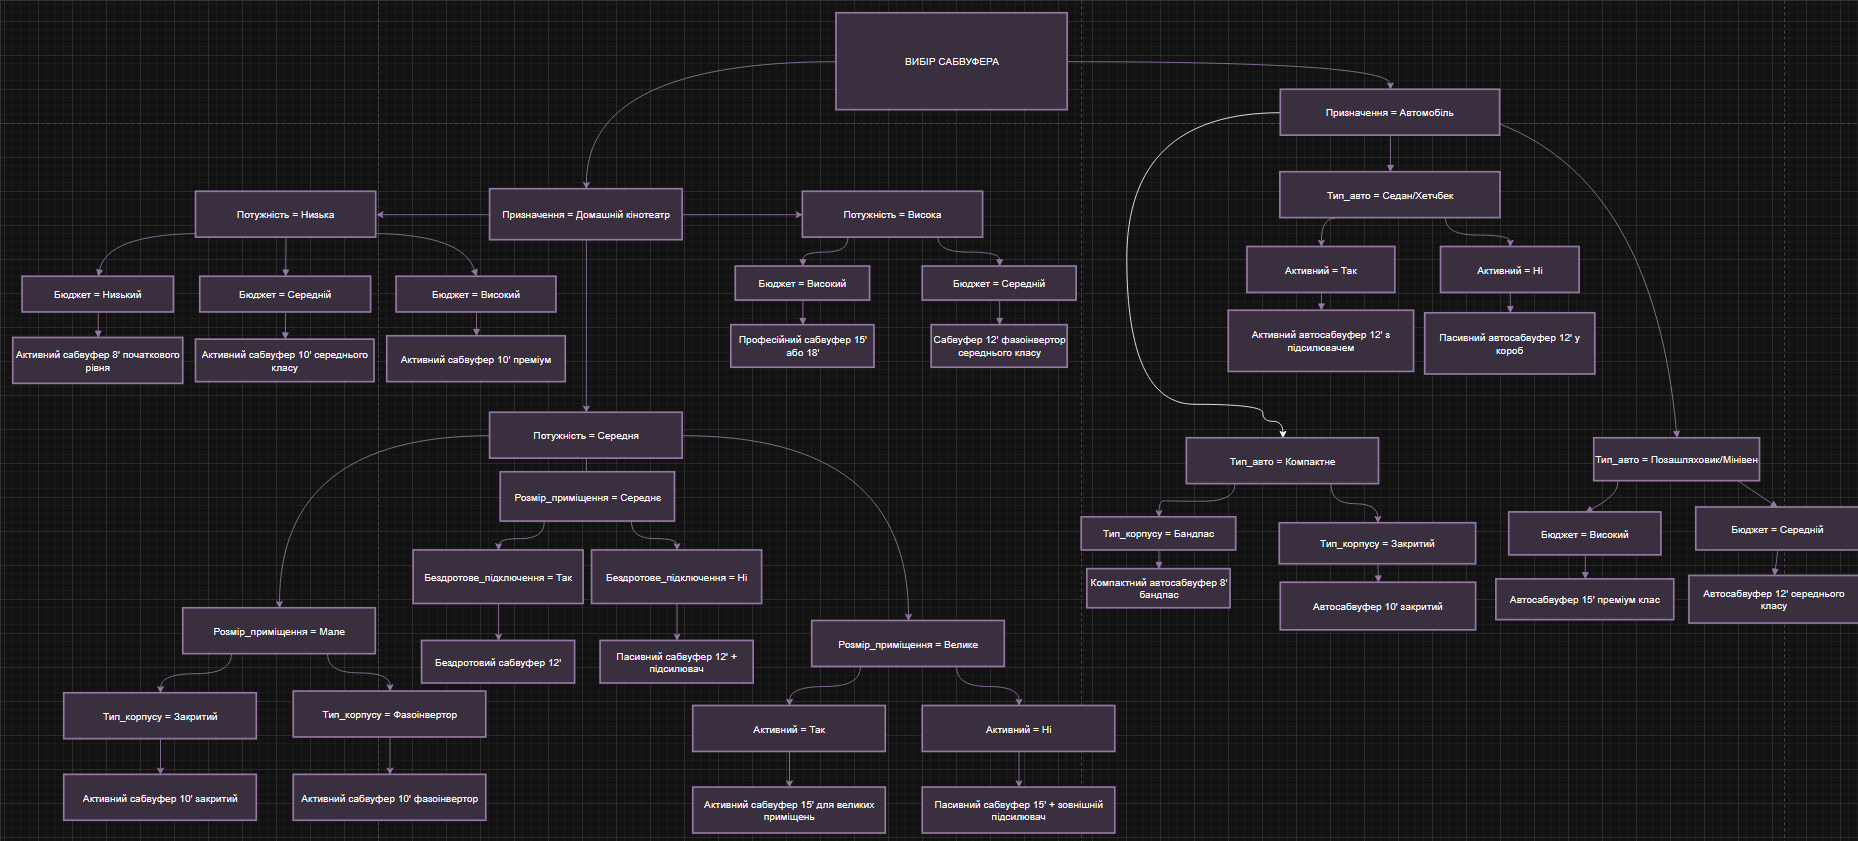 ВИБІР САБВУФЕРА
Призначення = Автомобіль
Тип_авто = Седан/Хетчбек
Потужність = Низька
Призначення = Домашній кінотеатр
Потужність = Висока
Активний = Так
Активний = Ні
Бюджет = Низький
Бюджет = Середній
Бюджет = Високий
Бюджет = Високий
Бюджет = Середній
Активний сабвуфер 8' початкового
рівня
Активний сабвуфер 10' середнього
класу
Активний сабвуфер 10' преміум
Професійний сабвуфер 15'
або 18'
Сабвуфер 12' фазоінвертор
середнього класу
Активний автосабвуфер 12' з
підсилювачем
Пасивний автосабвуфер 12' у
короб
Потужність = Середня
Тип_авто = Компактне
Тип_авто = Позашляховик/Мінівен
Розмір_приміщення = Середнє
Тип_корпусу = Бандпас
Тип_корпусу = Закритий
Бюджет = Високий
Бюджет = Середній
Бездротове_підключення = Так
Бездротове_підключення = Ні
Компактний автосабвуфер 8'
бандпас
Автосабвуфер 10' закритий
Автосабвуфер 15' преміум клас
Автосабвуфер 12' середнього
класу
Розмір_приміщення = Мале
Бездротовий сабвуфер 12'
Пасивний сабвуфер 12' +
підсилювач
Розмір_приміщення = Велике
Тип_корпусу = Закритий
Тип_корпусу = Фазоінвертор
Активний = Так
Активний = Ні
Активний сабвуфер 10' закритий
Активний сабвуфер 10' фазоінвертор
Активний сабвуфер 15' для великих
приміщень
Пасивний сабвуфер 15' + зовнішній
підсилювач